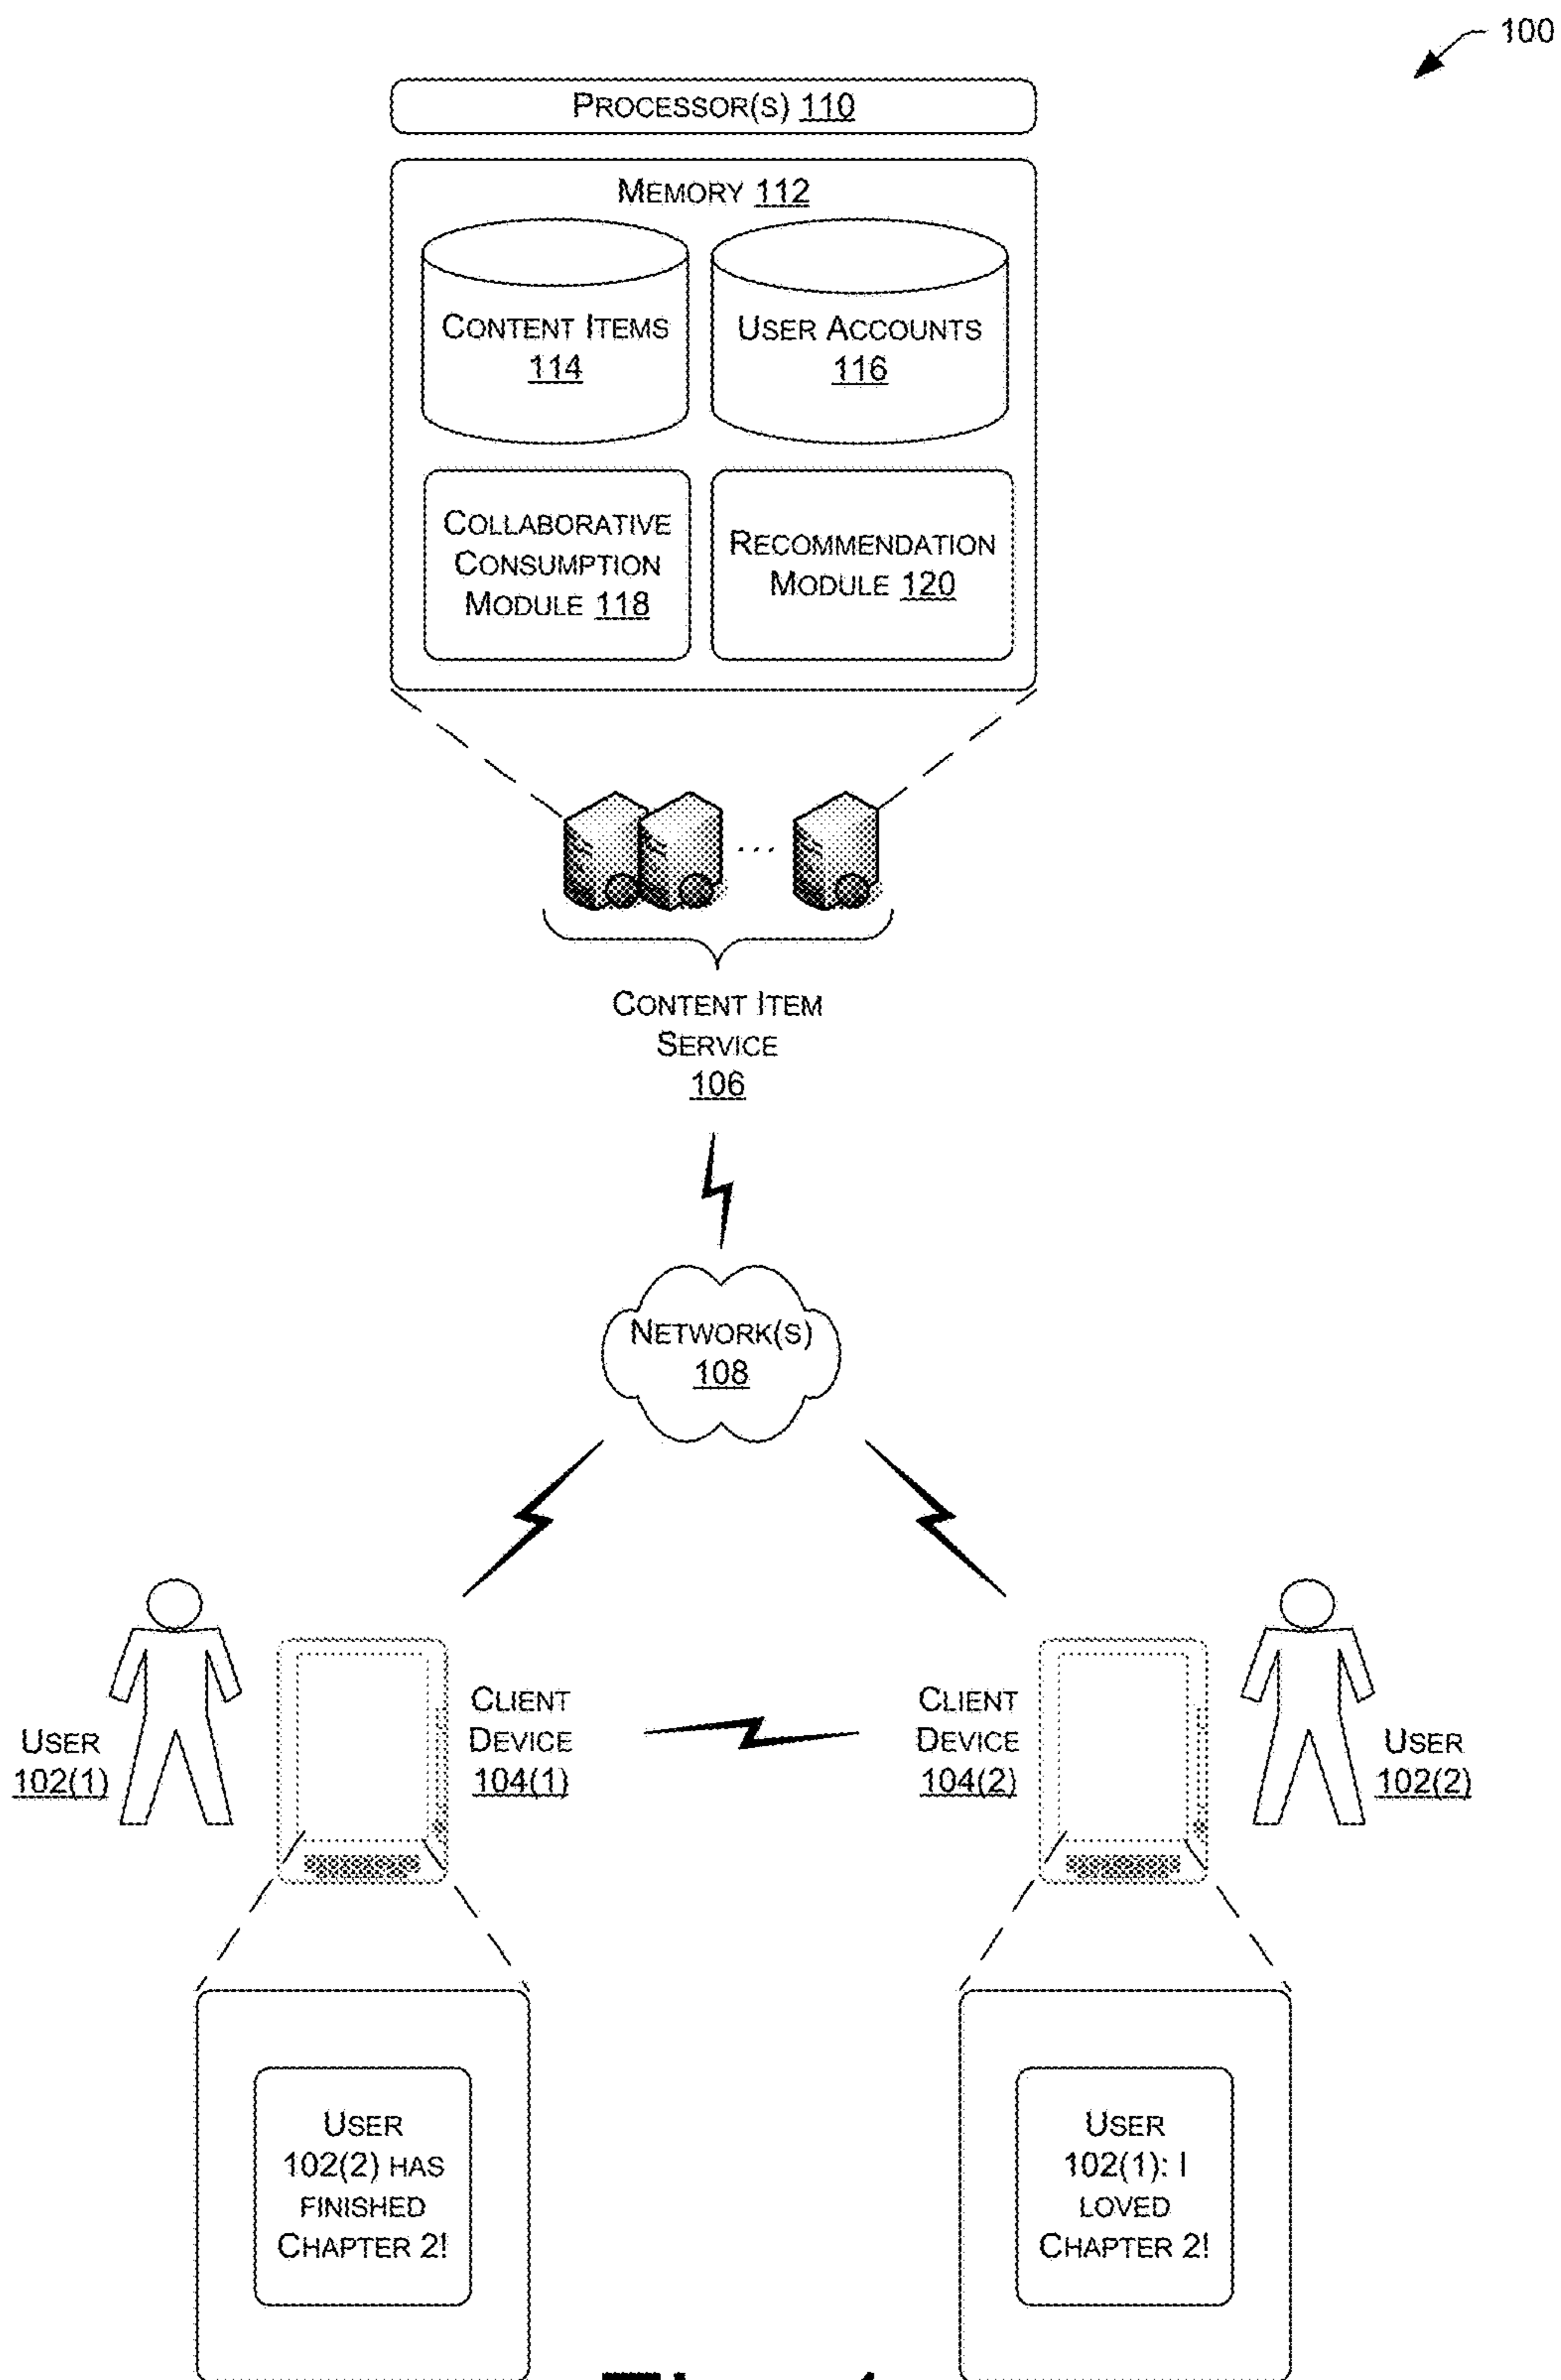 100
PROCESSOR(S) 110
MEMORY 112
CONTENT ITEMS
114
USER ACCOUNTS
116
COLLABORATIVE
CONSUMPTION
MODULE 118
RECOMMENDATION
MODULE 120
...
CONTENT ITEM
SERVICE
106
NETWORK(S)
108
USER
102(1)
CLIENT
DEVICE
104(1)
CLIENT
DEVICE
104(2)
USER
102(2)
USER
102(2) HAS
FINISHED
CHAPTER 2!
USER
102(1): I
LOVED
CHAPTER 2!